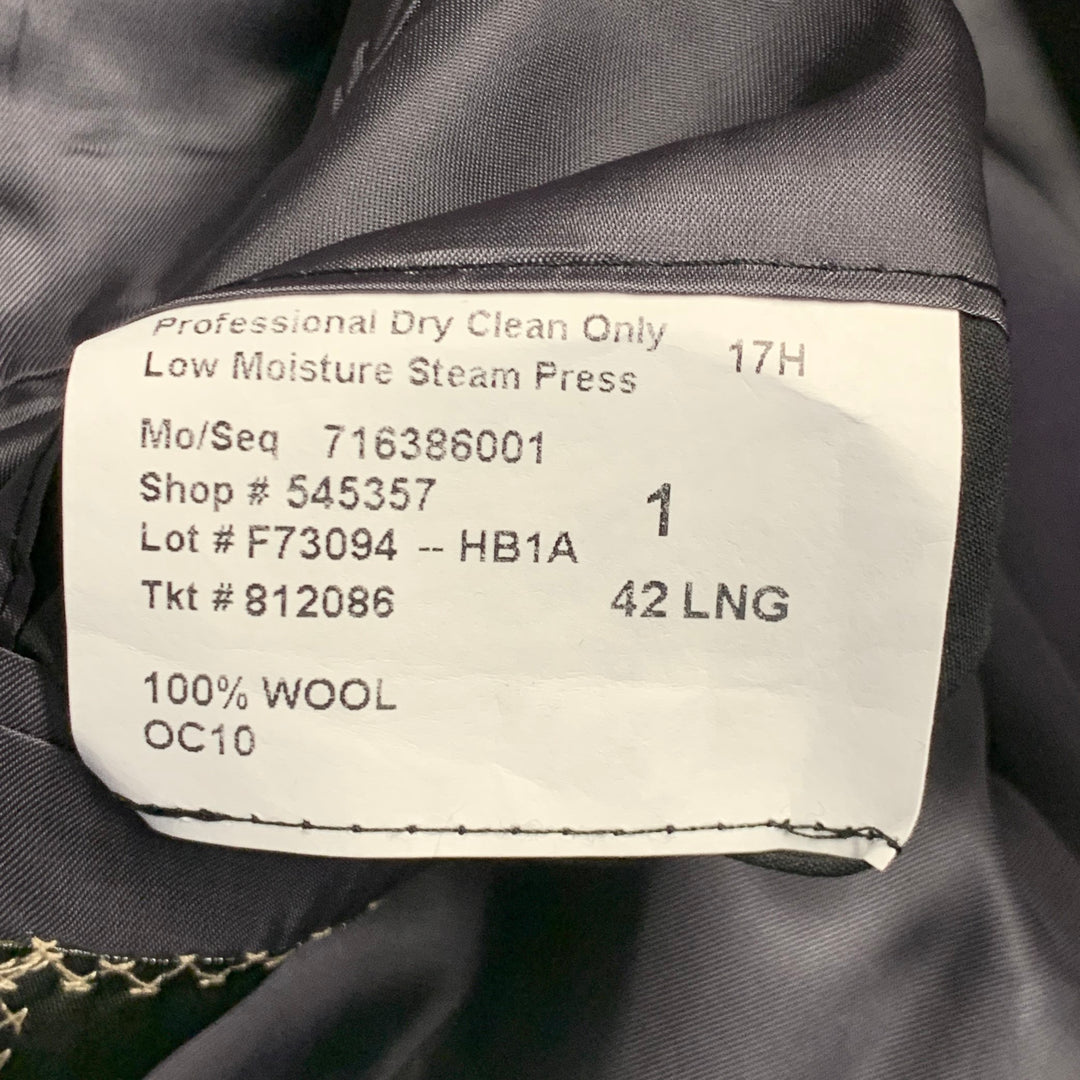 Professional Dry Clean Only
Low Moisture Steam Press
17H
Mo/Seq 716386001
Shop # 545357
1
Lot # F73094 -- HB1A
Tkt # 812086
42 LNG
100% WOOL
OC10